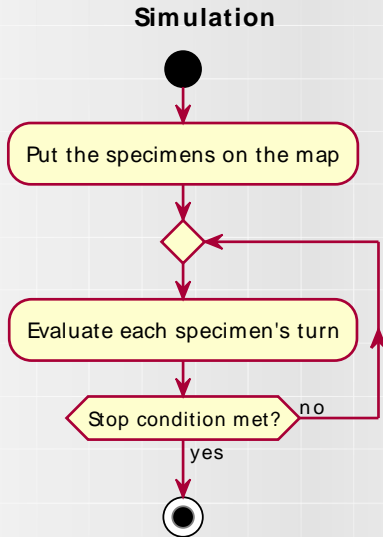 Simulation
Put the specimens on the map
Evaluate each specimen's turn
Stop condition met?
no
yes